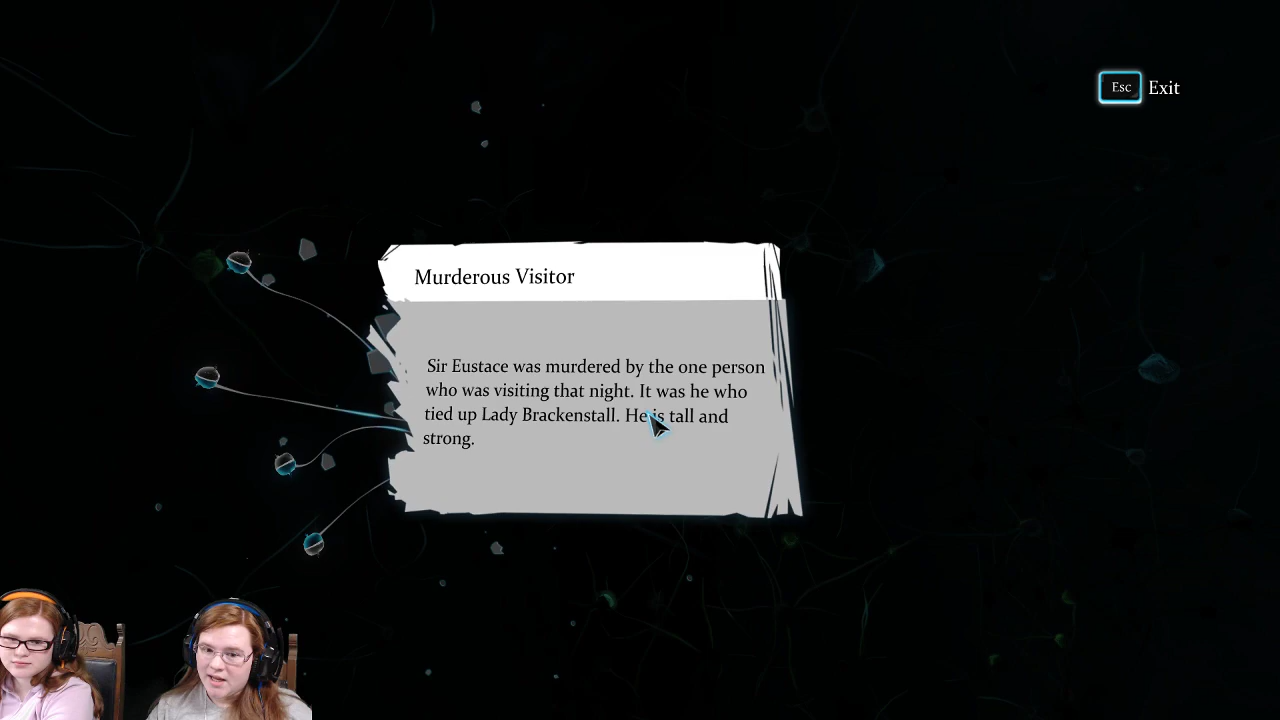 Esc Exit
Murderous Visitor
Sir Eustace was murdered by the one person
who was visiting that night. It was he who
tied up Lady Brackenstall. He is tall and
strong.